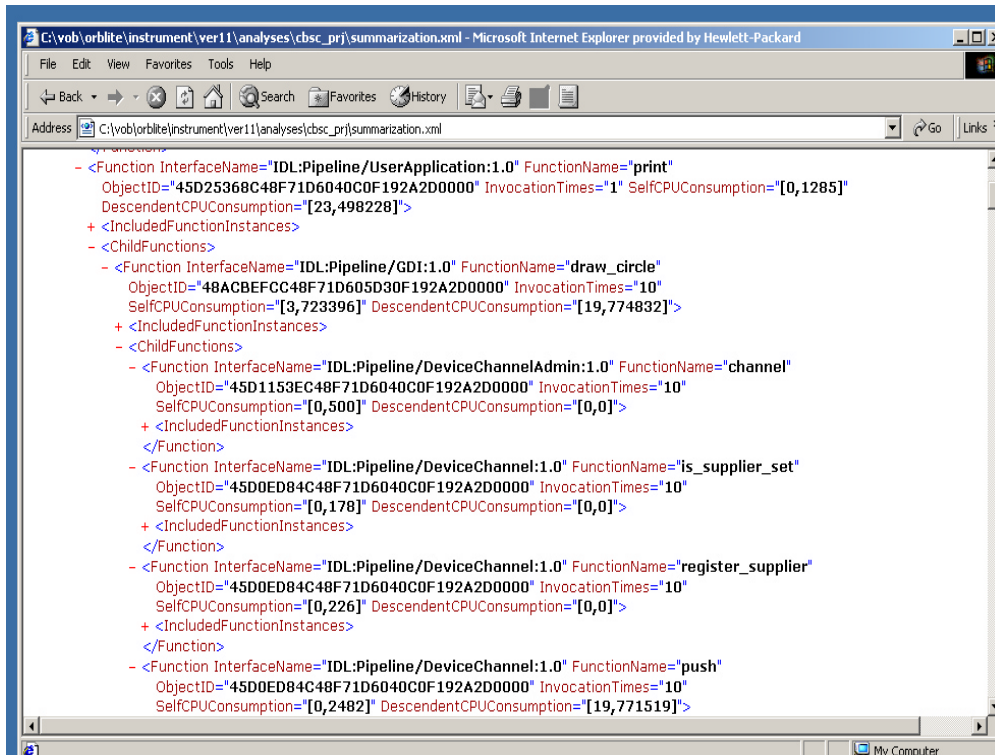 C:\vob\orblite\instrument\ver11\analyses\cbsc_prj\summarization.xml - Microsoft Internet Explorer provided by Hewlett-Packard
File Edit View Favorites Tools Help
Back Search Favorites History
Address C:\vob\orblite\instrument\ver11\analyses\cbsc_prj\summarization.xml Go Links
</Function>
- <Function InterfaceName="IDL:Pipeline/UserApplication:1.0" FunctionName="print"
ObjectID="45D25368C48F71D6040C0F192A2D0000" InvocationTimes="1" SelfCPUConsumption="[0,1285]"
DescendentCPUConsumption="[23,498228]">
+ <IncludedFunctionInstances>
- <ChildFunctions>
- <Function InterfaceName="IDL:Pipeline/GDI:1.0" FunctionName="draw_circle"
ObjectID="48ACBEFCC48F71D605D30F192A2D0000" InvocationTimes="10"
SelfCPUConsumption="[3,723396]" DescendentCPUConsumption="[19,774832]">
+ <IncludedFunctionInstances>
- <ChildFunctions>
- <Function InterfaceName="IDL:Pipeline/DeviceChannelAdmin:1.0" FunctionName="channel"
ObjectID="45D1153EC48F71D6040C0F192A2D0000" InvocationTimes="10"
SelfCPUConsumption="[0,500]" DescendentCPUConsumption="[0,0]">
+ <IncludedFunctionInstances>
</Function>
- <Function InterfaceName="IDL:Pipeline/DeviceChannel:1.0" FunctionName="is_supplier_set"
ObjectID="45D0ED84C48F71D6040C0F192A2D0000" InvocationTimes="10"
SelfCPUConsumption="[0,178]" DescendentCPUConsumption="[0,0]">
+ <IncludedFunctionInstances>
</Function>
- <Function InterfaceName="IDL:Pipeline/DeviceChannel:1.0" FunctionName="register_supplier"
ObjectID="45D0ED84C48F71D6040C0F192A2D0000" InvocationTimes="10"
SelfCPUConsumption="[0,226]" DescendentCPUConsumption="[0,0]">
+ <IncludedFunctionInstances>
</Function>
- <Function InterfaceName="IDL:Pipeline/DeviceChannel:1.0" FunctionName="push"
ObjectID="45D0ED84C48F71D6040C0F192A2D0000" InvocationTimes="10"
SelfCPUConsumption="[0,2482]" DescendentCPUConsumption="[19,771519]">
My Computer